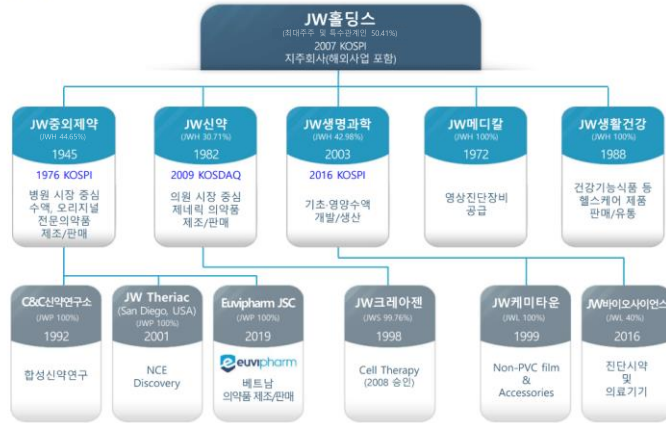 JW홀딩스
(최대주주 및 특수관계인 50.41%)
2007 KOSPI
지주회사(해외사업 포함)
JW중외제약
(JWH 44.65%)
1945
1976 KOSPI
병원 시장 중심
수액, 오리지널
전문의약품
제조/판매
JW신약
(JWH 30.71%)
1982
2009 KOSDAQ
의원 시장 중심
제네릭 의약품
제조/판매
JW생명과학
(JWH 42.98%)
2003
2016 KOSPI
기초·영양수액
개발/생산
JW메디칼
(JWH 100%)
1972
영상진단장비
공급
JW생활건강
(JWH 100%)
1988
건강기능식품 등
헬스케어 제품
판매/유통
C&C신약연구소
(JWP 100%)
1992
합성신약연구
JW Theriac
(San Diego, USA)
(JWP 100%)
2001
NCE
Discovery
Euvipharm JSC
(JWP 100%)
2019
euvipharm
베트남
의약품 제조/판매
JW크레아젠
(JWS 99.76%)
1998
Cell Therapy
(2008 승인)
JW케미타운
(JWL 100%)
1999
Non-PVC film
&
Accessories
JW바이오사이언스
(JWL 40%)
2016
진단시약
및
의료기기